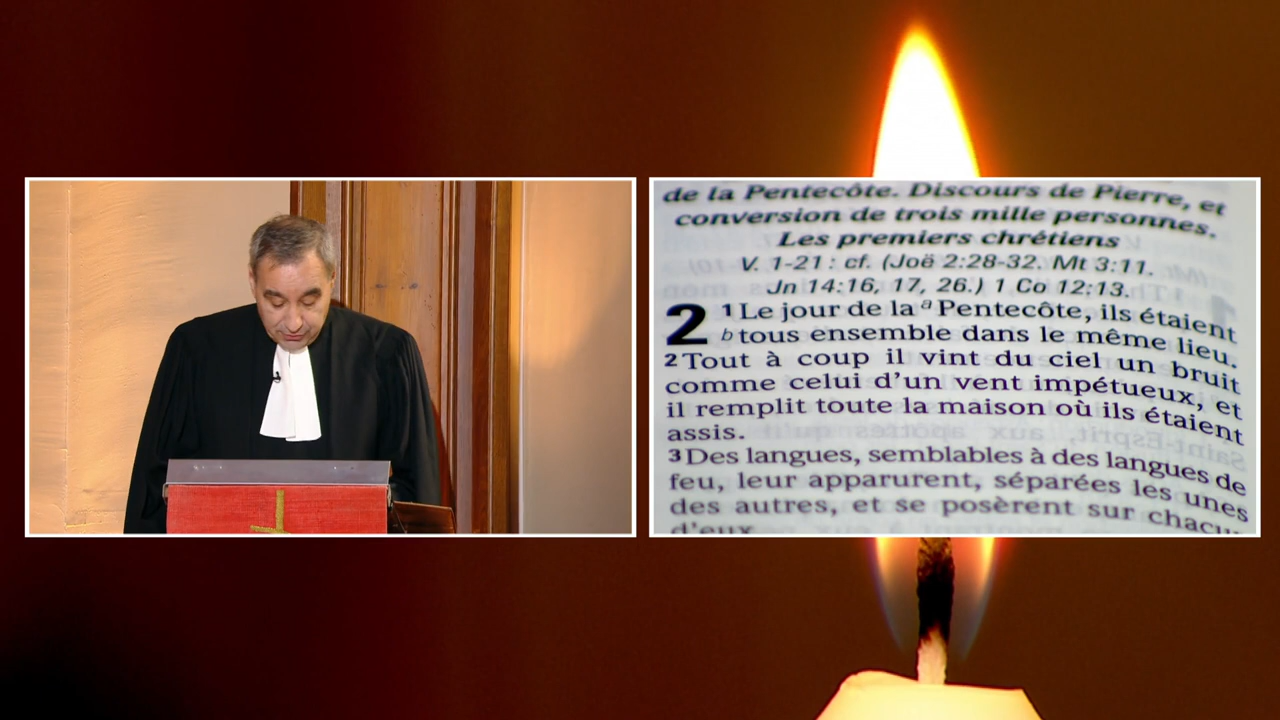 de la Pentecôte. Discours de Pierre, et
conversion de trois mille personnes.
Les premiers chrétiens
V. 1-21 : cf. (Joë 2:28-32. Mt 3:11.
Jn 14:16, 17, 26.) 1 Co 12:13.
2 1 Le jour de la a Pentecôte, ils étaient
b tous ensemble dans le même lieu.
2 Tout à coup il vint du ciel un bruit
comme celui d'un vent impétueux, et
il remplit toute la maison où ils étaient
assis.
3 Des langues, semblables à des langues de
feu, leur apparurent, séparées les unes
des autres, et se posèrent sur chacu
d'eux